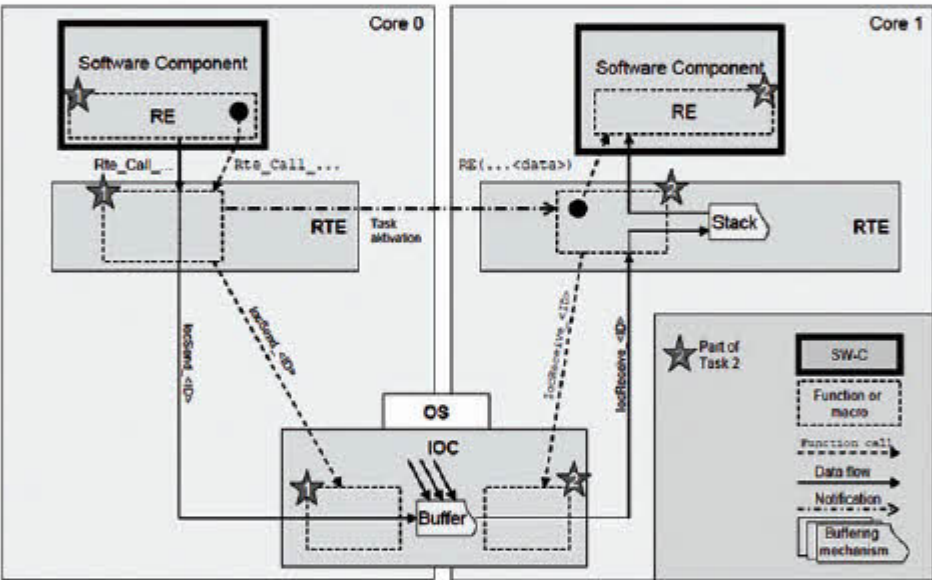 Core 0
Core 1
Software Component
1
RE
Rte_Call_...
Rte_Call_...
1
RTE
Task
aktivation
Software Component
2
RE
RE(...<data>)
2
Stack
RTE
IocSend_<ID>
IocSend_<ID>
IocReceive_<ID>
IocReceive_<ID>
OS
IOC
1
Buffer
2
2
Part of
Task 2
SW-C
Function or
macro
Function call
Data flow
Notification
Buffering
mechanism